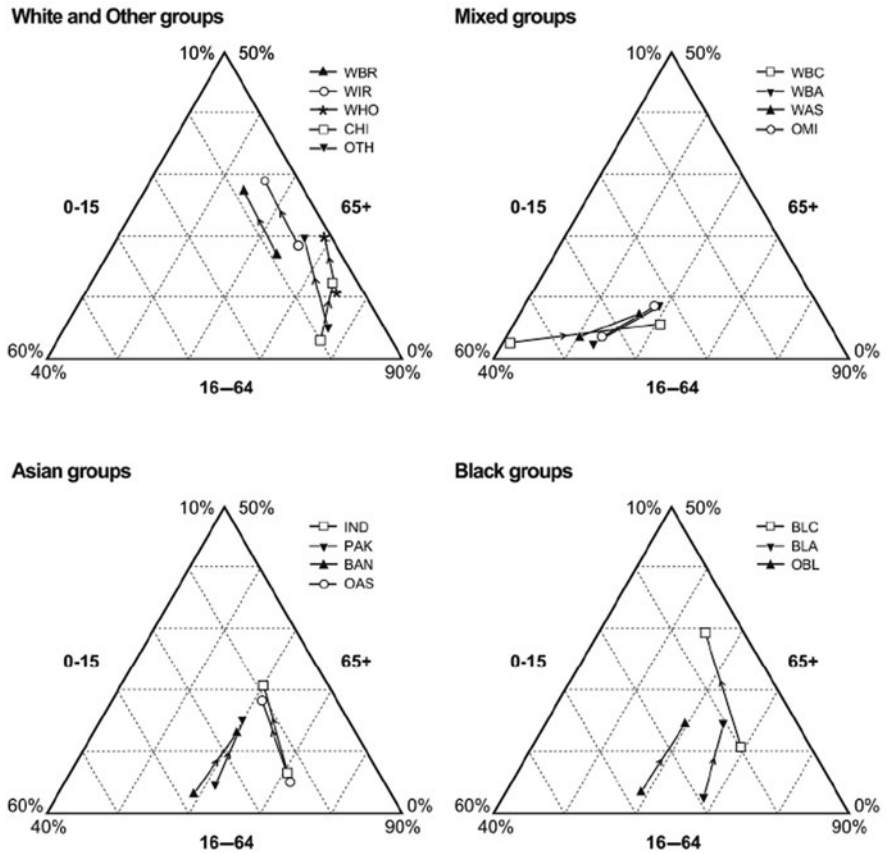 White and Other groups
10% 50%
WBR
WIR
WHO
CHI
OTH
0-15
65+
60%
0%
40%
90%
16–64
Mixed groups
10% 50%
WBC
WBA
WAS
OMI
0-15
65+
60%
0%
40%
90%
16–64
Asian groups
10% 50%
IND
PAK
BAN
OAS
0-15
65+
60%
0%
40%
90%
16–64
Black groups
10% 50%
BLC
BLA
OBL
0-15
65+
60%
0%
40%
90%
16–64